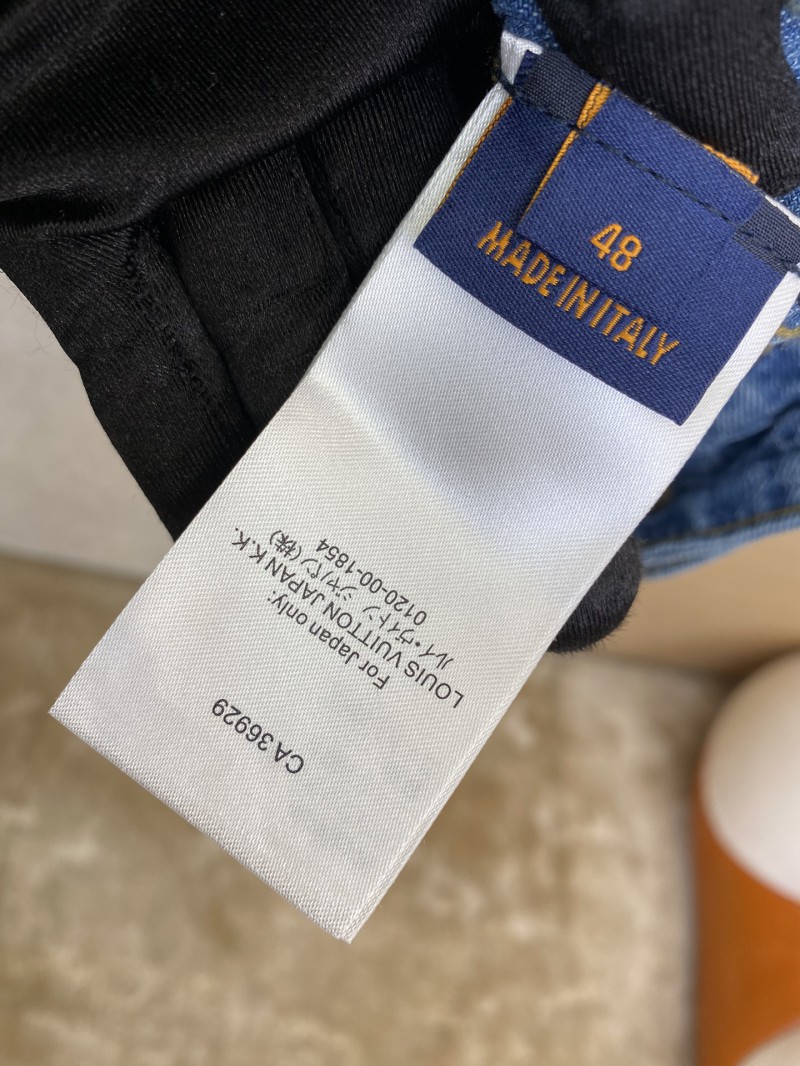 48
MADE IN ITALY
For Japan only:
LOUIS VUITTON JAPAN K.K.
ルイ・ヴィトン ジャパン(株)
0120-00-1854
CA 36929